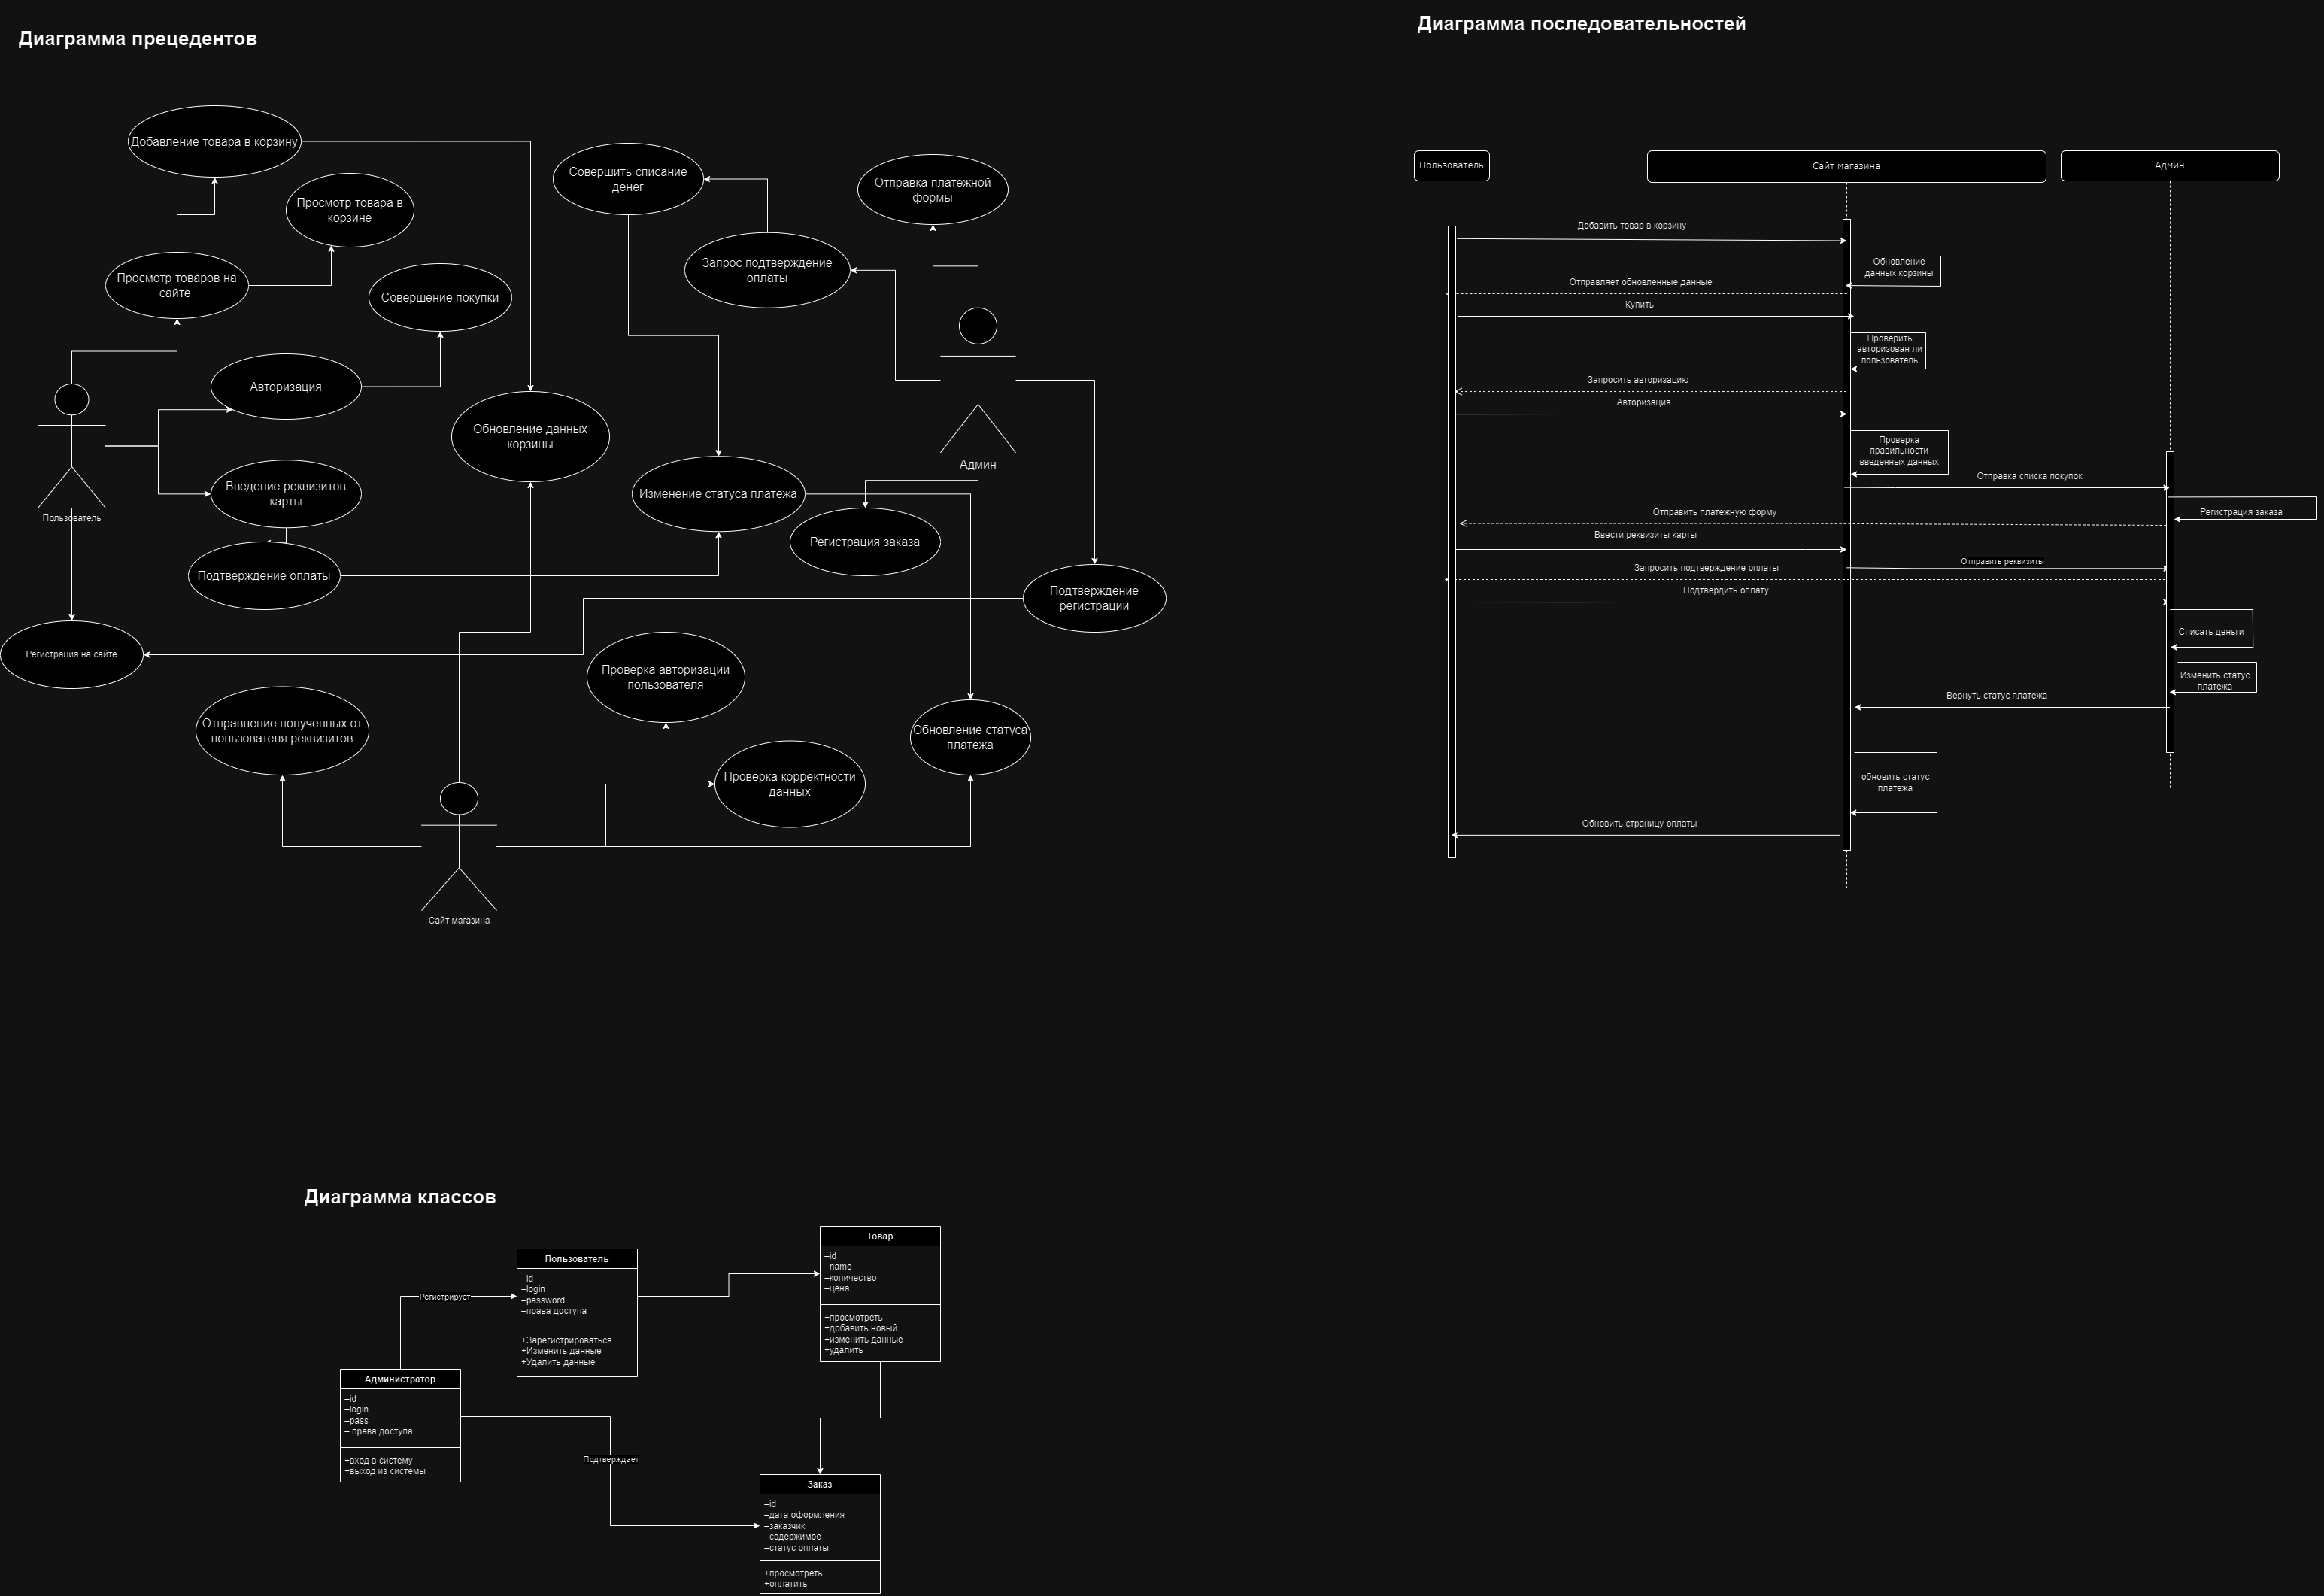 Диаграмма прецедентов
Добавление товара в корзину
Просмотр товара в
корзине
Просмотр товаров на
сайте
Совершение покупки
Авторизация
Введение реквизитов
карты
Подтверждение оплаты
Пользователь
Регистрация на сайте
Обновление данных
корзины
Совершить списание
денег
Запрос подтверждение
оплаты
Отправка платежной
формы
Админ
Изменение статуса платежа
Регистрация заказа
Подтверждение
регистрации
Проверка авторизации
пользователя
Отправление полученных от
пользователя реквизитов
Обновление статуса
платежа
Проверка корректности
данных
Сайт магазина
Диаграмма последовательностей
Пользователь
Сайт магазина
Админ
Добавить товар в корзину
Обновление
данных корзины
Отправляет обновленные данные
Купить
Проверить
авторизован ли
пользователь
Запросить авторизацию
Авторизация
Проверка
правильности
введенных данных
Отправка списка покупок
Регистрация заказа
Отправить платежную форму
Ввести реквизиты карты
Отправить реквизиты
Запросить подтверждение оплаты
Подтвердить оплату
Списать деньги
Изменить статус
платежа
Вернуть статус платежа
обновить статус
платежа
Обновить страницу оплаты
Диаграмма классов
Пользователь
–id
–login
–password
–права доступа
+Зарегистрироваться
+Изменить данные
+Удалить данные
Товар
–id
–name
–количество
–цена
+просмотреть
+добавить новый
+изменить данные
+удалить
Регистрирует
Администратор
–id
–login
–pass
– права доступа
+вход в систему
+выход из системы
Подтверждает
Заказ
–id
–дата оформления
–заказчик
–содержимое
–статус оплаты
+просмотреть
+оплатить